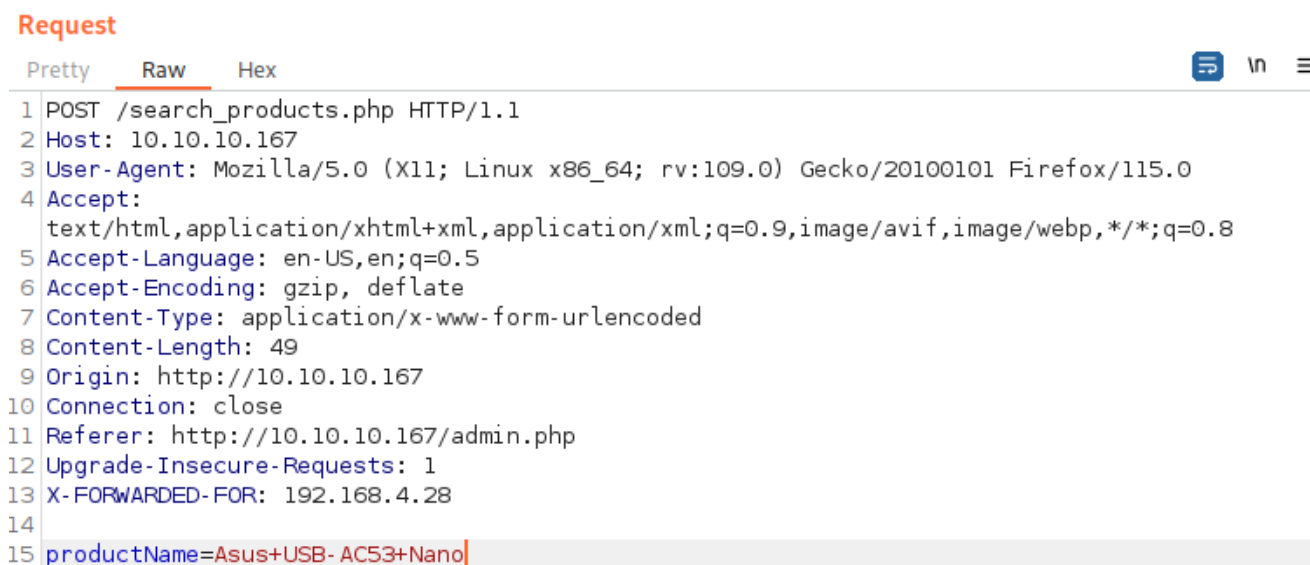 Request
Pretty Raw Hex \n
1 POST /search_products.php HTTP/1.1
2 Host: 10.10.10.167
3 User-Agent: Mozilla/5.0 (X11; Linux x86_64; rv:109.0) Gecko/20100101 Firefox/115.0
4 Accept:
text/html,application/xhtml+xml,application/xml;q=0.9,image/avif,image/webp,*/*;q=0.8
5 Accept-Language: en-US,en;q=0.5
6 Accept-Encoding: gzip, deflate
7 Content-Type: application/x-www-form-urlencoded
8 Content-Length: 49
9 Origin: http://10.10.10.167
10 Connection: close
11 Referer: http://10.10.10.167/admin.php
12 Upgrade-Insecure-Requests: 1
13 X-FORWARDED-FOR: 192.168.4.28
14
15 productName=Asus+USB-AC53+Nano